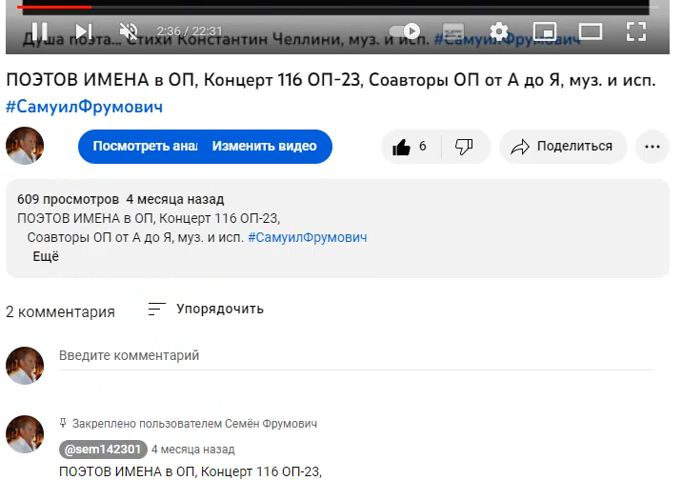 Душа поэта... Стихи Константин Челлини, муз. и исп. #СамуилФрумович
2:36 / 22:31
ПОЭТОВ ИМЕНА в ОП, Концерт 116 ОП-23, Соавторы ОП от А до Я, муз. и исп.
#СамуилФрумович
Посмотреть ана Изменить видео 6 Поделиться
609 просмотров 4 месяца назад
ПОЭТОВ ИМЕНА в ОП, Концерт 116 ОП-23,
Соавторы ОП от А до Я, муз. и исп. #СамуилФрумович
Ещё
2 комментария Упорядочить
Введите комментарий
Закреплено пользователем Семён Фрумович
@sem142301 4 месяца назад
ПОЭТОВ ИМЕНА в ОП, Концерт 116 ОП-23,